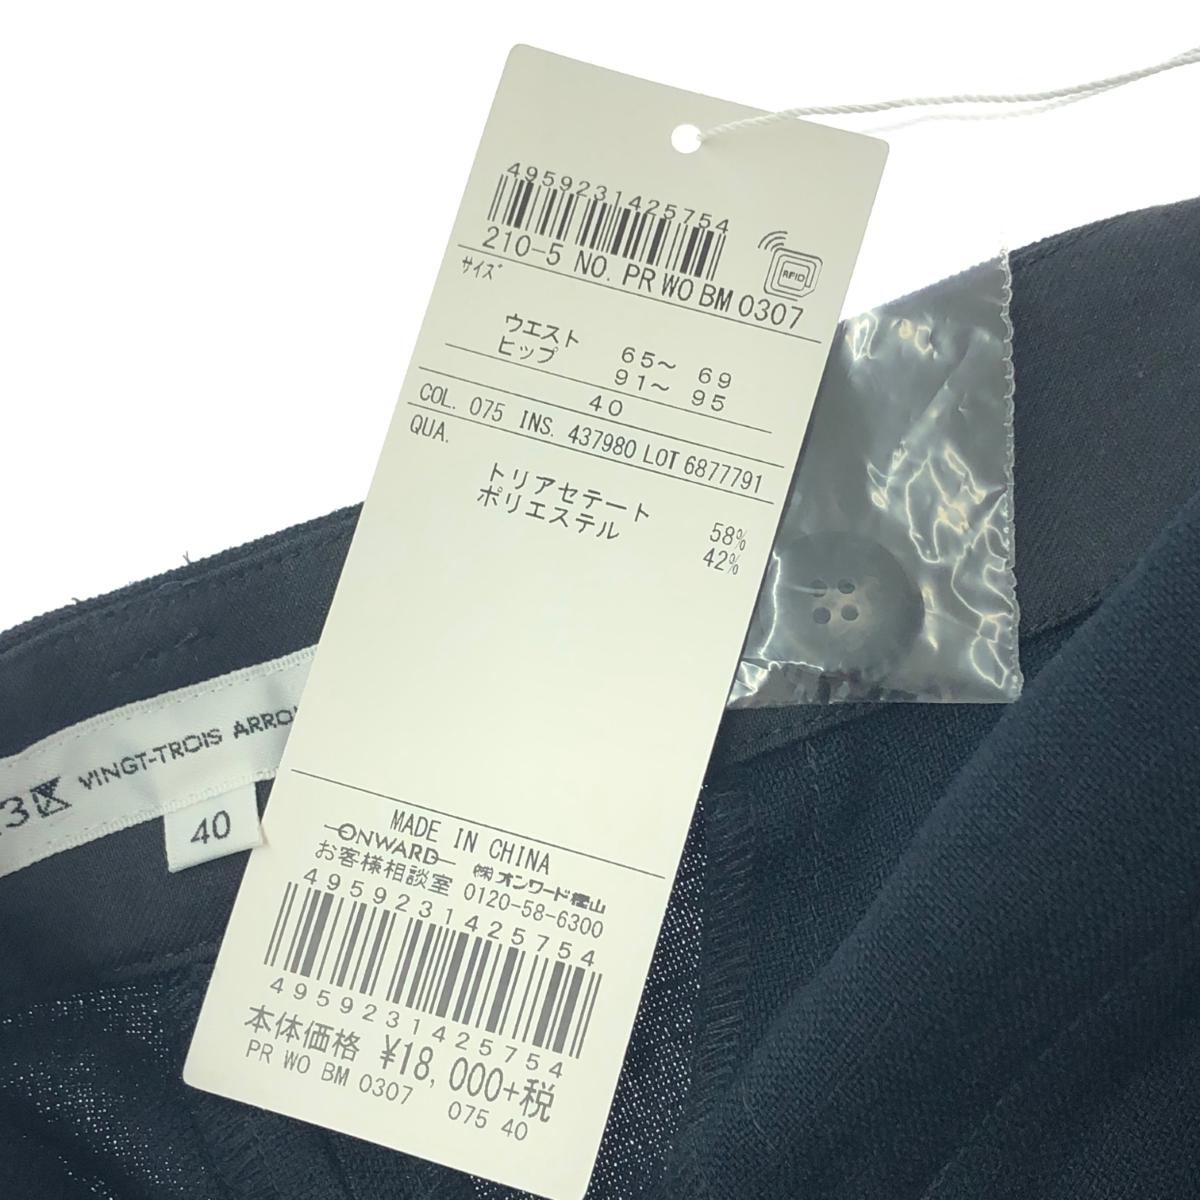 4959231425754
210-5 NO. PR WO BM 0307
RFID
サイズ
ウエスト 65~ 69
ヒップ 91~ 95
40
COL. 075 INS. 437980 LOT 6877791
QUA.
トリアセテート 58%
ポリエステル 42%
MADE IN CHINA
ONWARD ㈱オンワード樫山
お客様相談室 0120-58-6300
4959231425754
4959231425754
本体価格 ¥18,000+税
PR WO BM 0307 075 40
3区 VINGT-TROIS ARRO
40